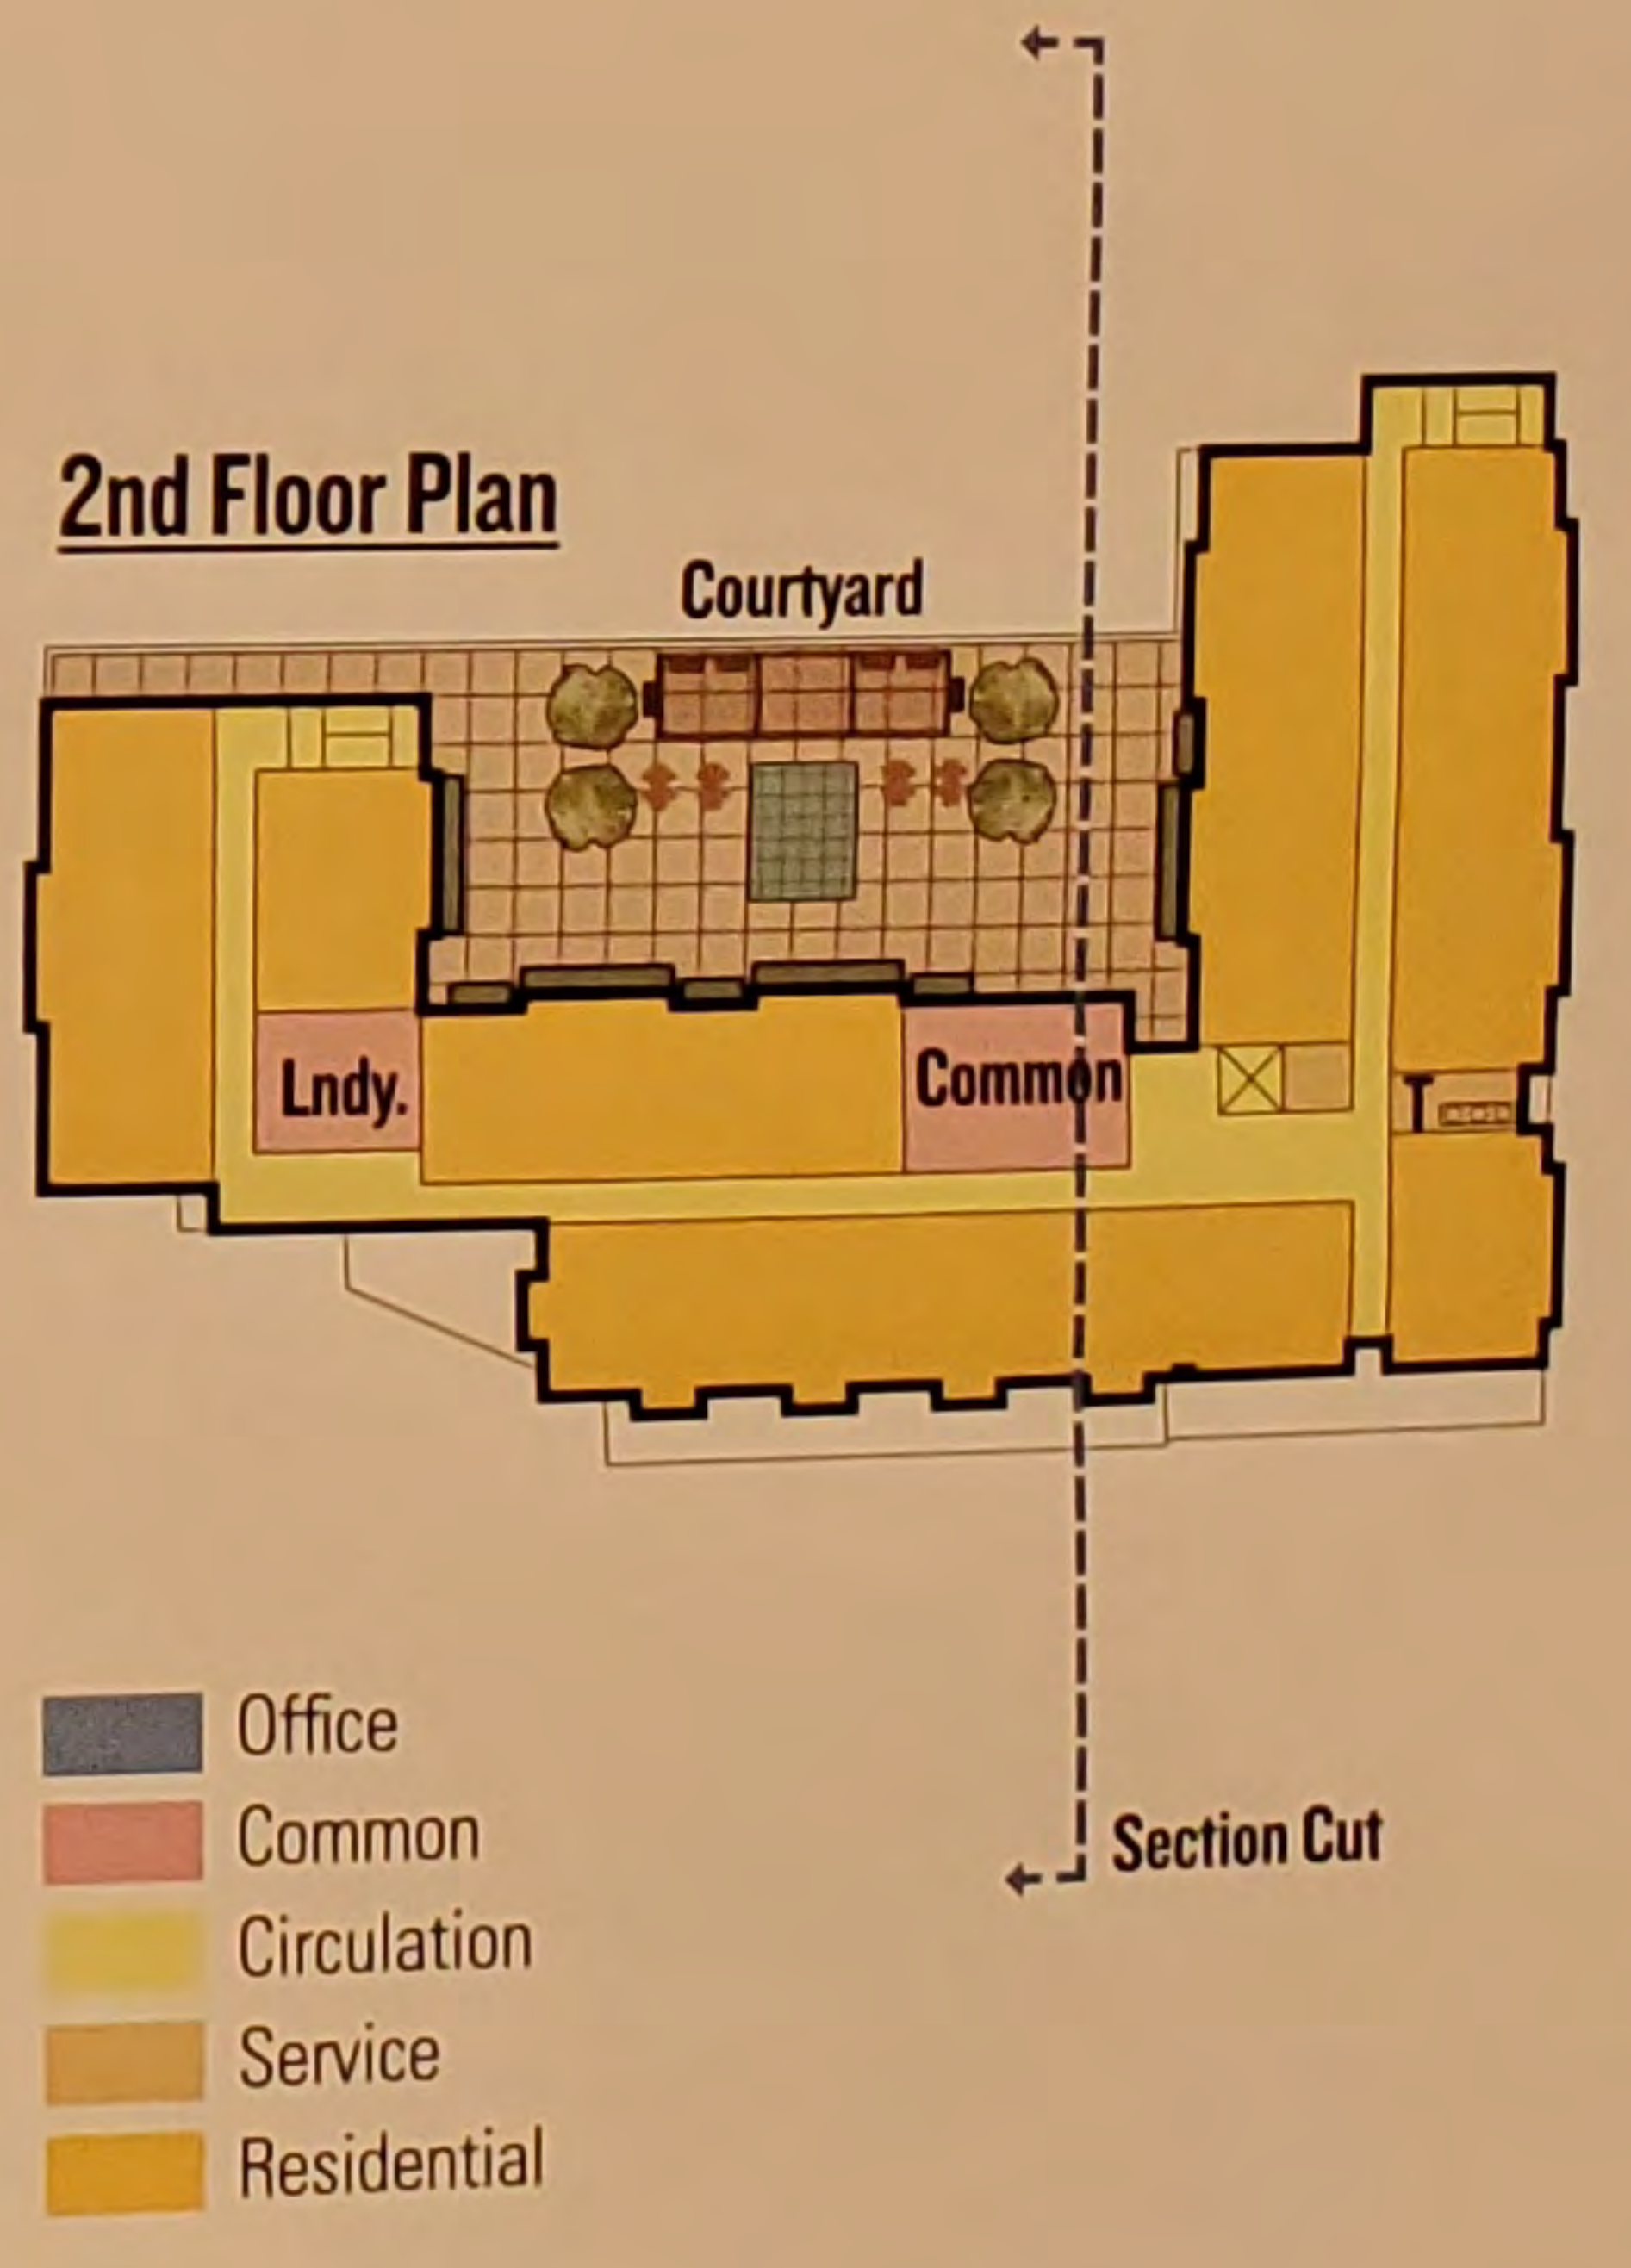 2nd Floor Plan
Courtyard
Lndy.
Common
T
Office
Common
Circulation
Service
Residential
Section Cut